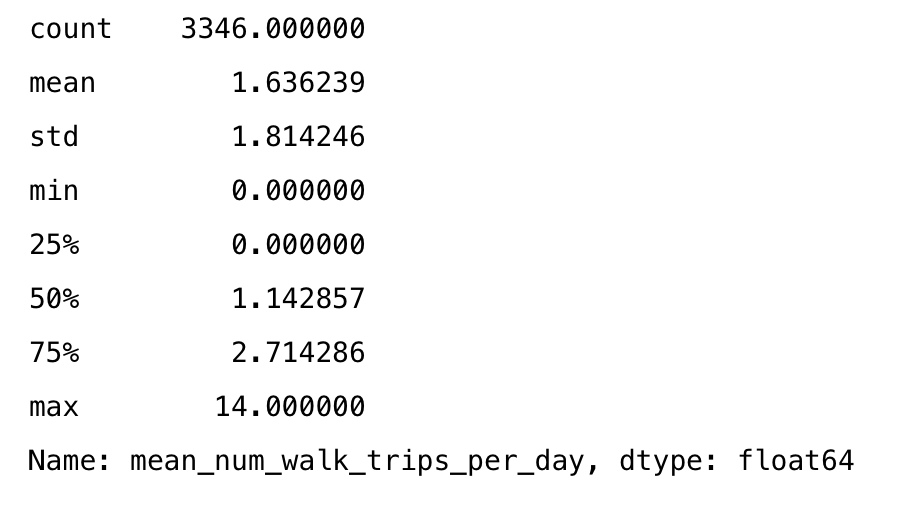 count    3346.000000
mean        1.636239
std         1.814246
min         0.000000
25%         0.000000
50%         1.142857
75%         2.714286
max        14.000000
Name: mean_num_walk_trips_per_day, dtype: float64